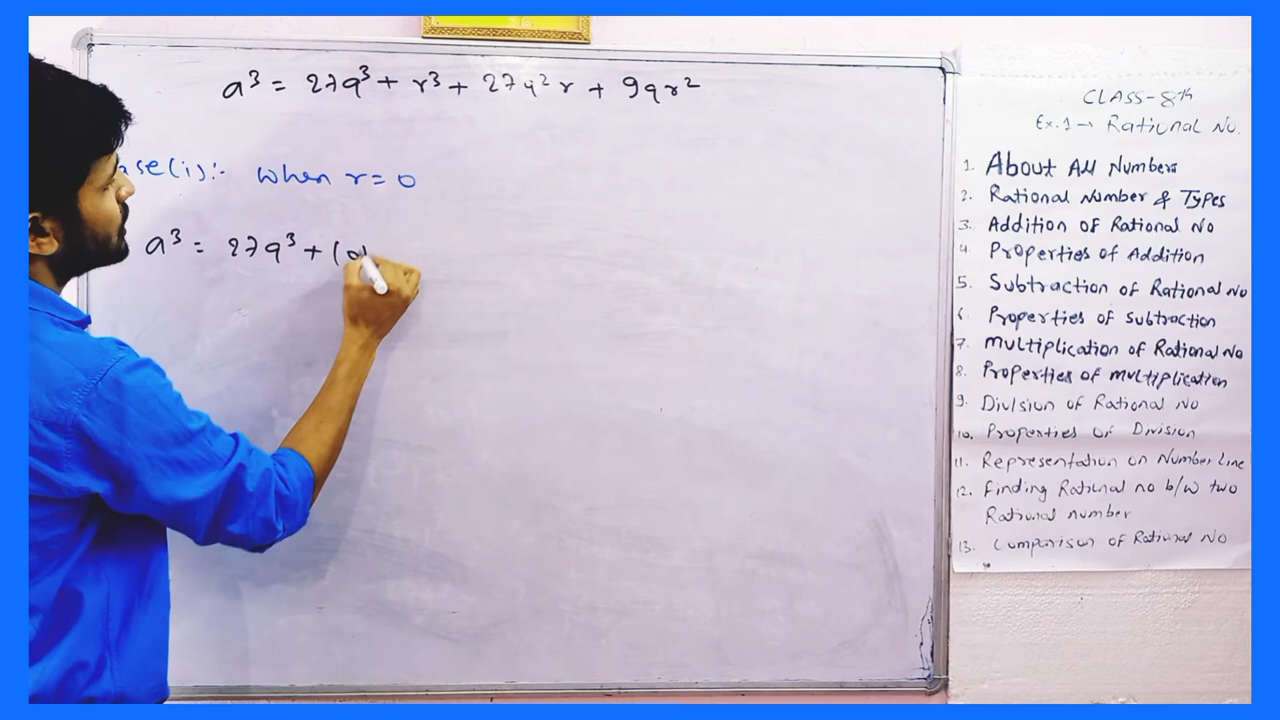 a³ = 27q³ + r³ + 27q²r + 9qr²
ase(i):- when r=0
a³ = 27q³ + (0)
CLASS-8th
Ex.1→ Rational No.
1. About All Numbers
2. Rational Number & Types
3. Addition of Rational No
4. Properties of Addition
5. Subtraction of Rational No
6. Properties of subtraction
7. Multiplication of Rational No
8. Properties of multiplication
9. Division of Rational No
10. Properties of Division
11. Representation on Number Line
12. Finding Rational no b/w two
Rational number
13. Comparison of Rational No